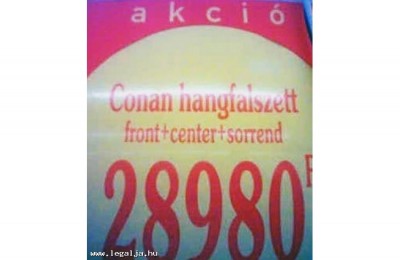 akció
Conan hangfalszett
front+center+sorrend
28980 F
www.legalja.hu